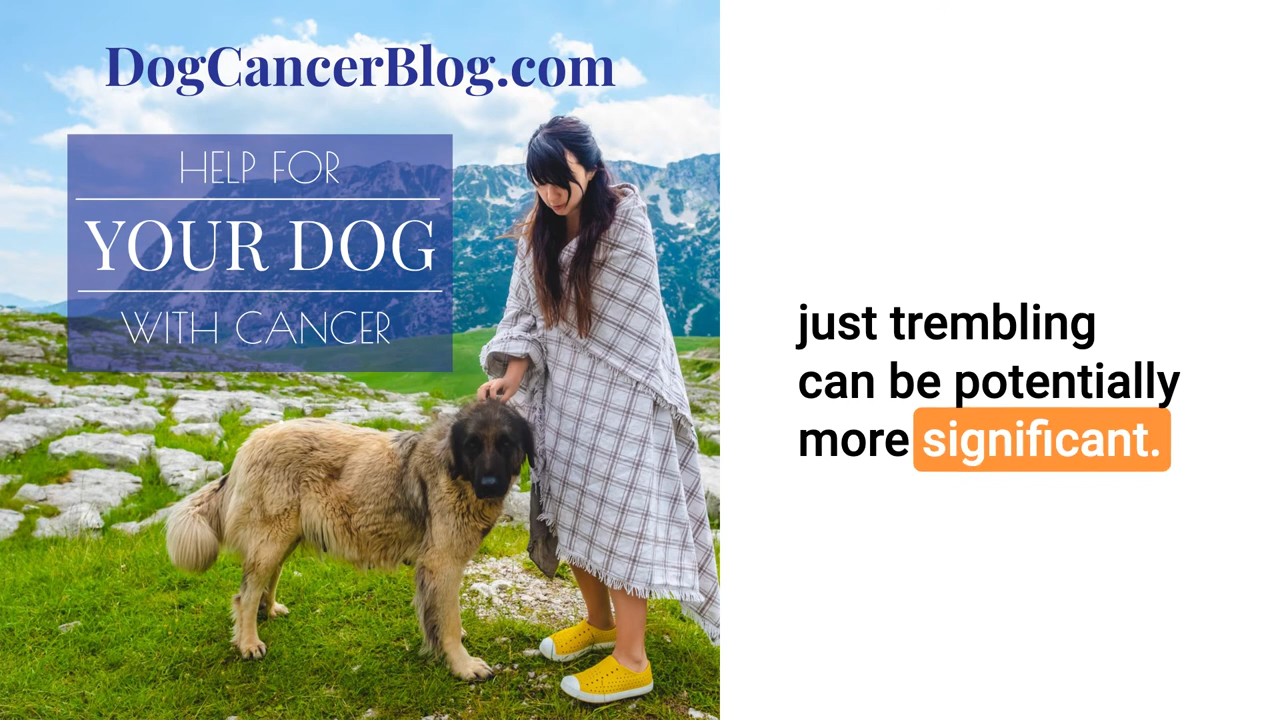 DogCancerBlog.com
HELP FOR
YOUR DOG
WITH CANCER
just trembling
can be potentially
more significant.